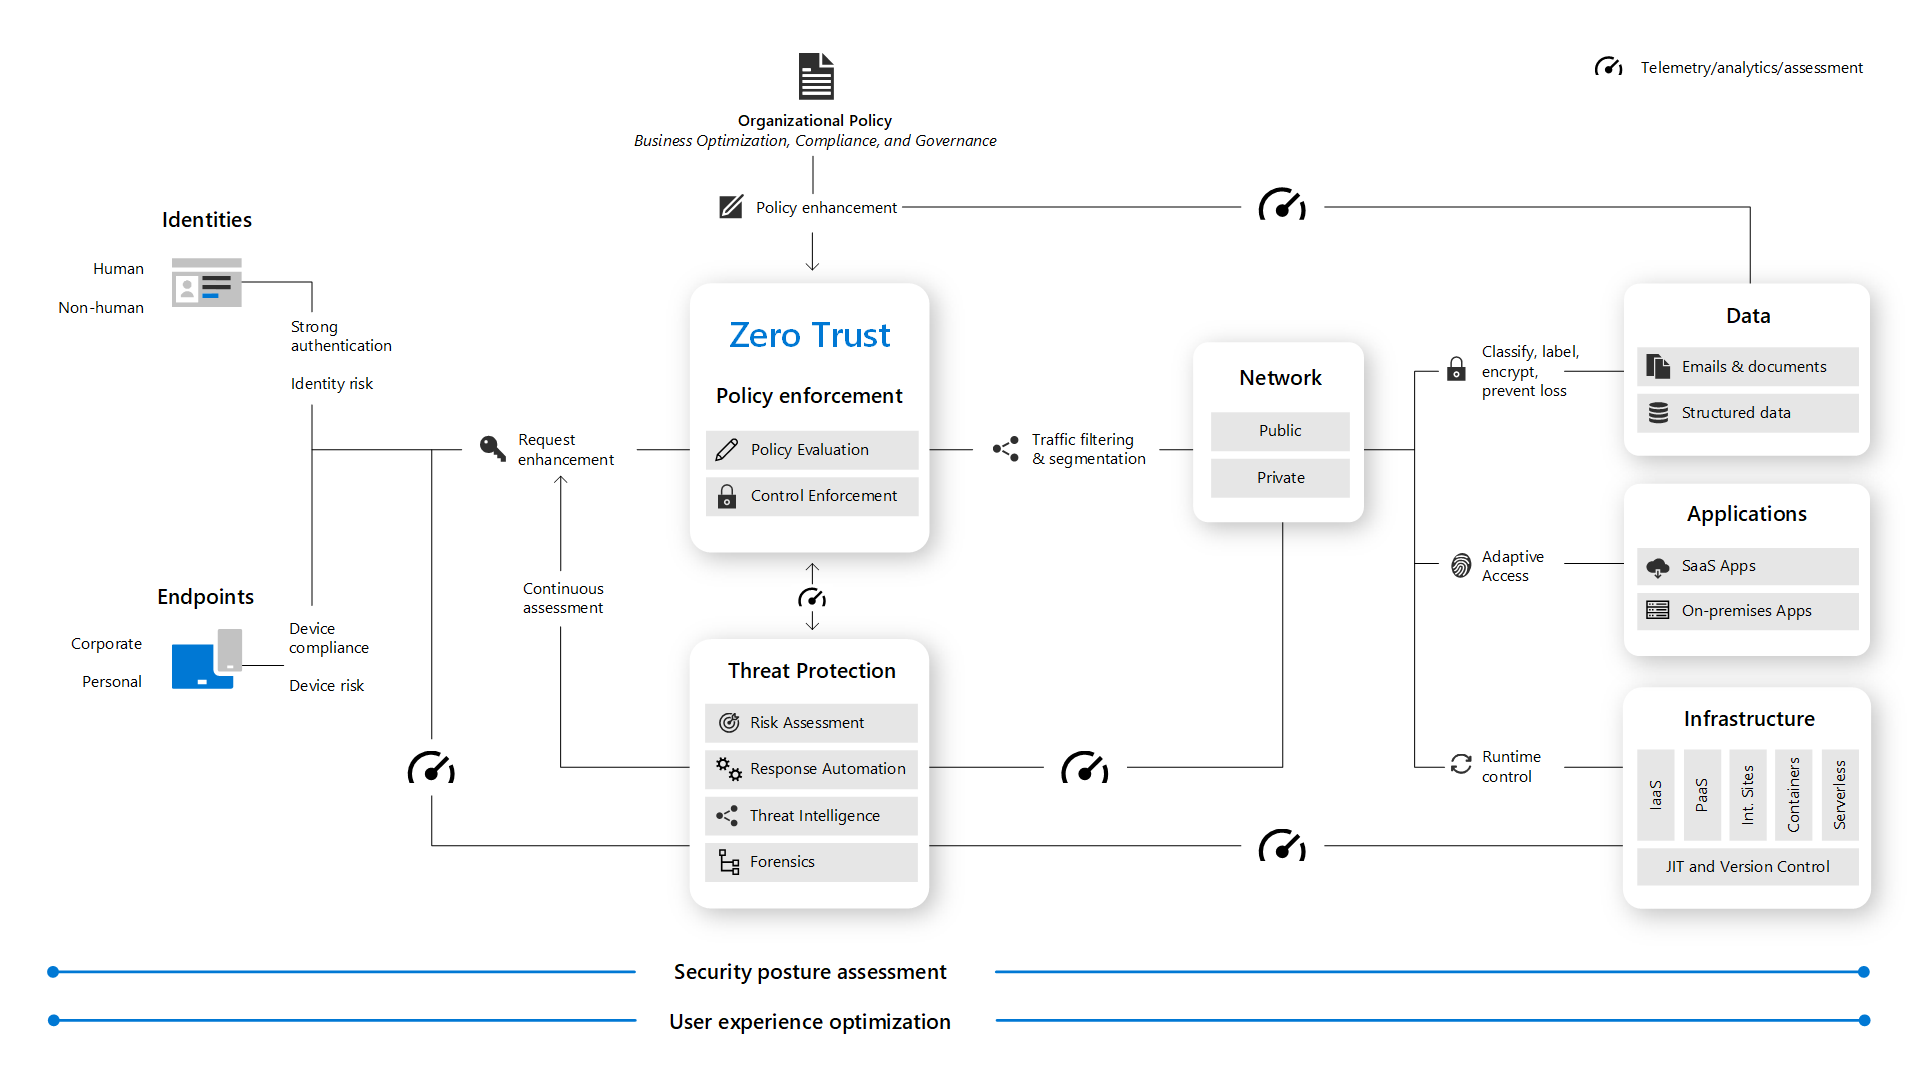 Telemetry/analytics/assessment
Organizational Policy
Business Optimization, Compliance, and Governance
Policy enhancement
Identities
Human
Non-human
Strong
authentication
Identity risk
Request
enhancement
Endpoints
Corporate
Personal
Device
compliance
Device risk
Continuous
assessment
Zero Trust
Policy enforcement
Policy Evaluation
Control Enforcement
Threat Protection
Risk Assessment
Response Automation
Threat Intelligence
Forensics
Traffic filtering
& segmentation
Network
Public
Private
Classify, label,
encrypt,
prevent loss
Adaptive
Access
Runtime
control
Data
Emails & documents
Structured data
Applications
SaaS Apps
On-premises Apps
Infrastructure
IaaS
PaaS
Int. Sites
Containers
Serverless
JIT and Version Control
Security posture assessment
User experience optimization